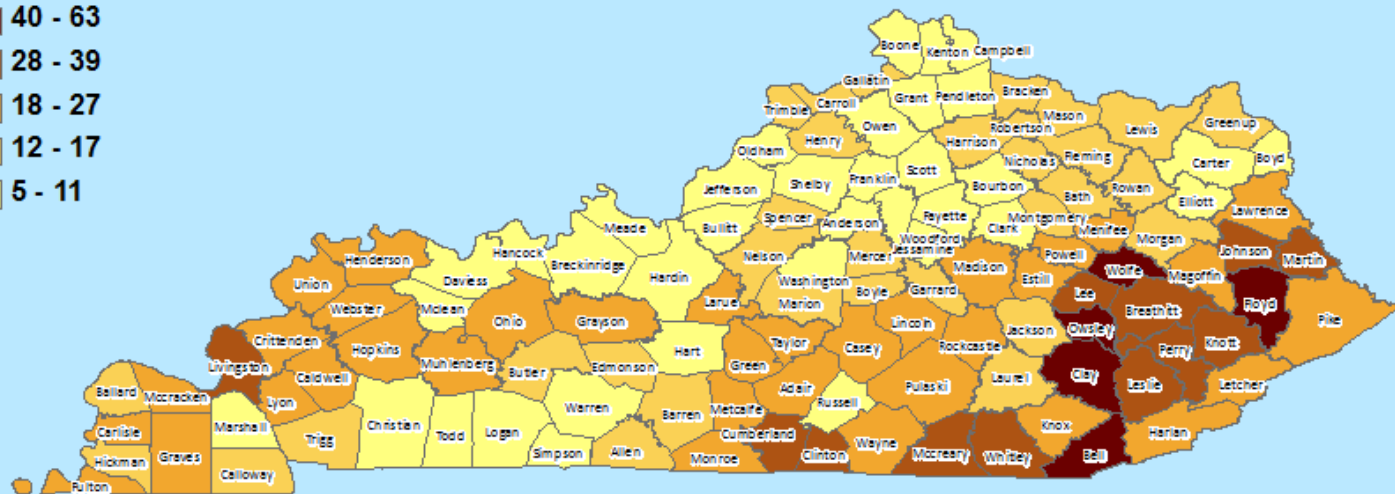 40 - 63
28 - 39
18 - 27
12 - 17
5 - 11
Boone
Kenton
Campbell
Gallatin
Grant
Pendleton
Bracken
Trimble
Carroll
Owen
Mason
Robertson
Lewis
Greenup
Henry
Harrison
Oldham
Nicholas
Fleming
Carter
Boyd
Jefferson
Shelby
Franklin
Scott
Bourbon
Rowan
Bath
Elliott
Lawrence
Bullitt
Spencer
Anderson
Fayette
Clark
Montgomery
Menifee
Morgan
Woodford
Jessamine
Meade
Hancock
Breckinridge
Nelson
Mercer
Powell
Johnson
Martin
Henderson
Daviess
Hardin
Washington
Madison
Estill
Wolfe
Magoffin
Union
Mclean
Larue
Marion
Boyle
Garrard
Lee
Breathitt
Floyd
Webster
Ohio
Grayson
Lincoln
Jackson
Owsley
Pike
Crittenden
Hopkins
Hart
Taylor
Casey
Rockcastle
Perry
Knott
Livingston
Muhlenberg
Butler
Edmonson
Green
Clay
Leslie
Letcher
Caldwell
Adair
Pulaski
Laurel
Ballard
Mccracken
Lyon
Warren
Barren
Metcalfe
Russell
Carlisle
Marshall
Trigg
Christian
Todd
Logan
Cumberland
Wayne
Knox
Harlan
Hickman
Graves
Calloway
Simpson
Allen
Monroe
Clinton
Mccreary
Whitley
Bell
Fulton